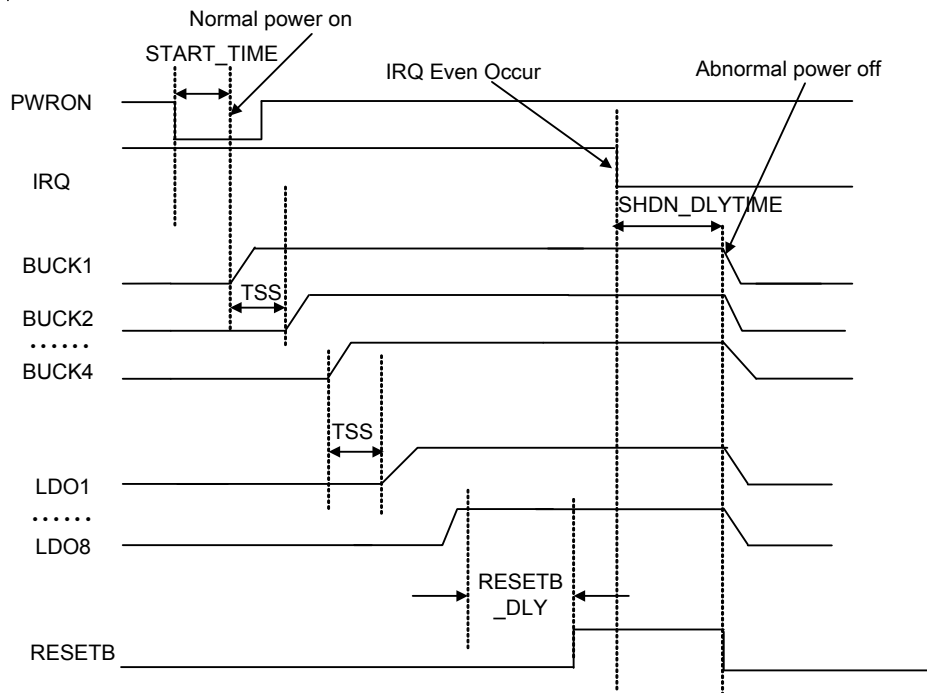 Normal power on
START_TIME
IRQ Even Occur
Abnormal power off
PWRON
IRQ
SHDN_DLYTIME
BUCK1
TSS
BUCK2
......
BUCK4
TSS
LDO1
......
LDO8
RESETB
_DLY
RESETB